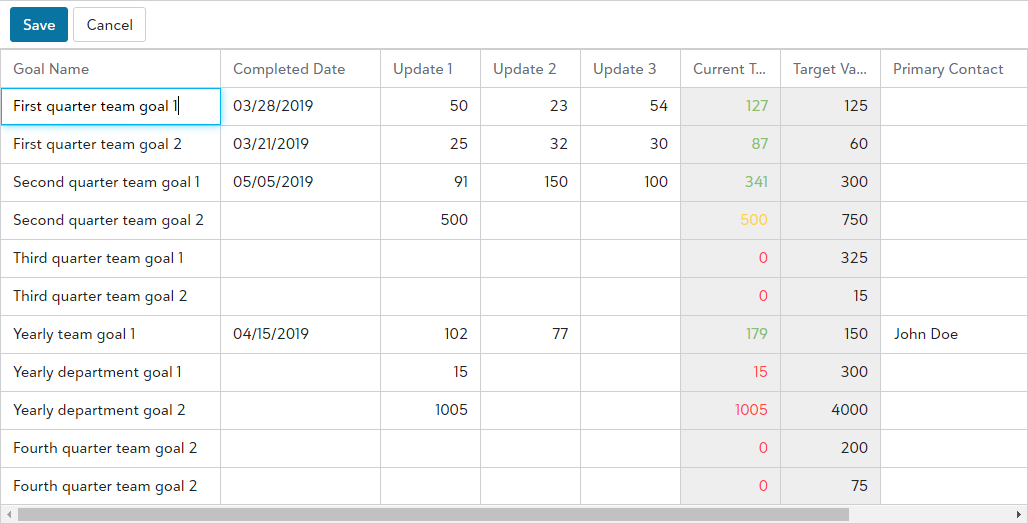 Save Cancel
Goal Name Completed Date Update 1 Update 2 Update 3 Current T... Target Va... Primary Contact
First quarter team goal 1 03/28/2019 50 23 54 127 125
First quarter team goal 2 03/21/2019 25 32 30 87 60
Second quarter team goal 1 05/05/2019 91 150 100 341 300
Second quarter team goal 2 500 500 750
Third quarter team goal 1 0 325
Third quarter team goal 2 0 15
Yearly team goal 1 04/15/2019 102 77 179 150 John Doe
Yearly department goal 1 15 15 300
Yearly department goal 2 1005 1005 4000
Fourth quarter team goal 2 0 200
Fourth quarter team goal 2 0 75